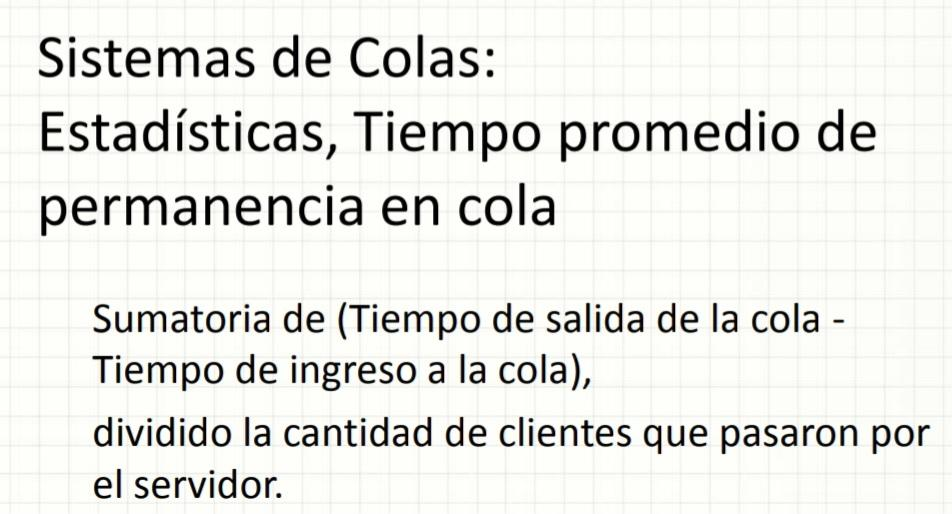 Sistemas de Colas:
Estadísticas, Tiempo promedio de
permanencia en cola
Sumatoria de (Tiempo de salida de la cola -
Tiempo de ingreso a la cola),
dividido la cantidad de clientes que pasaron por
el servidor.